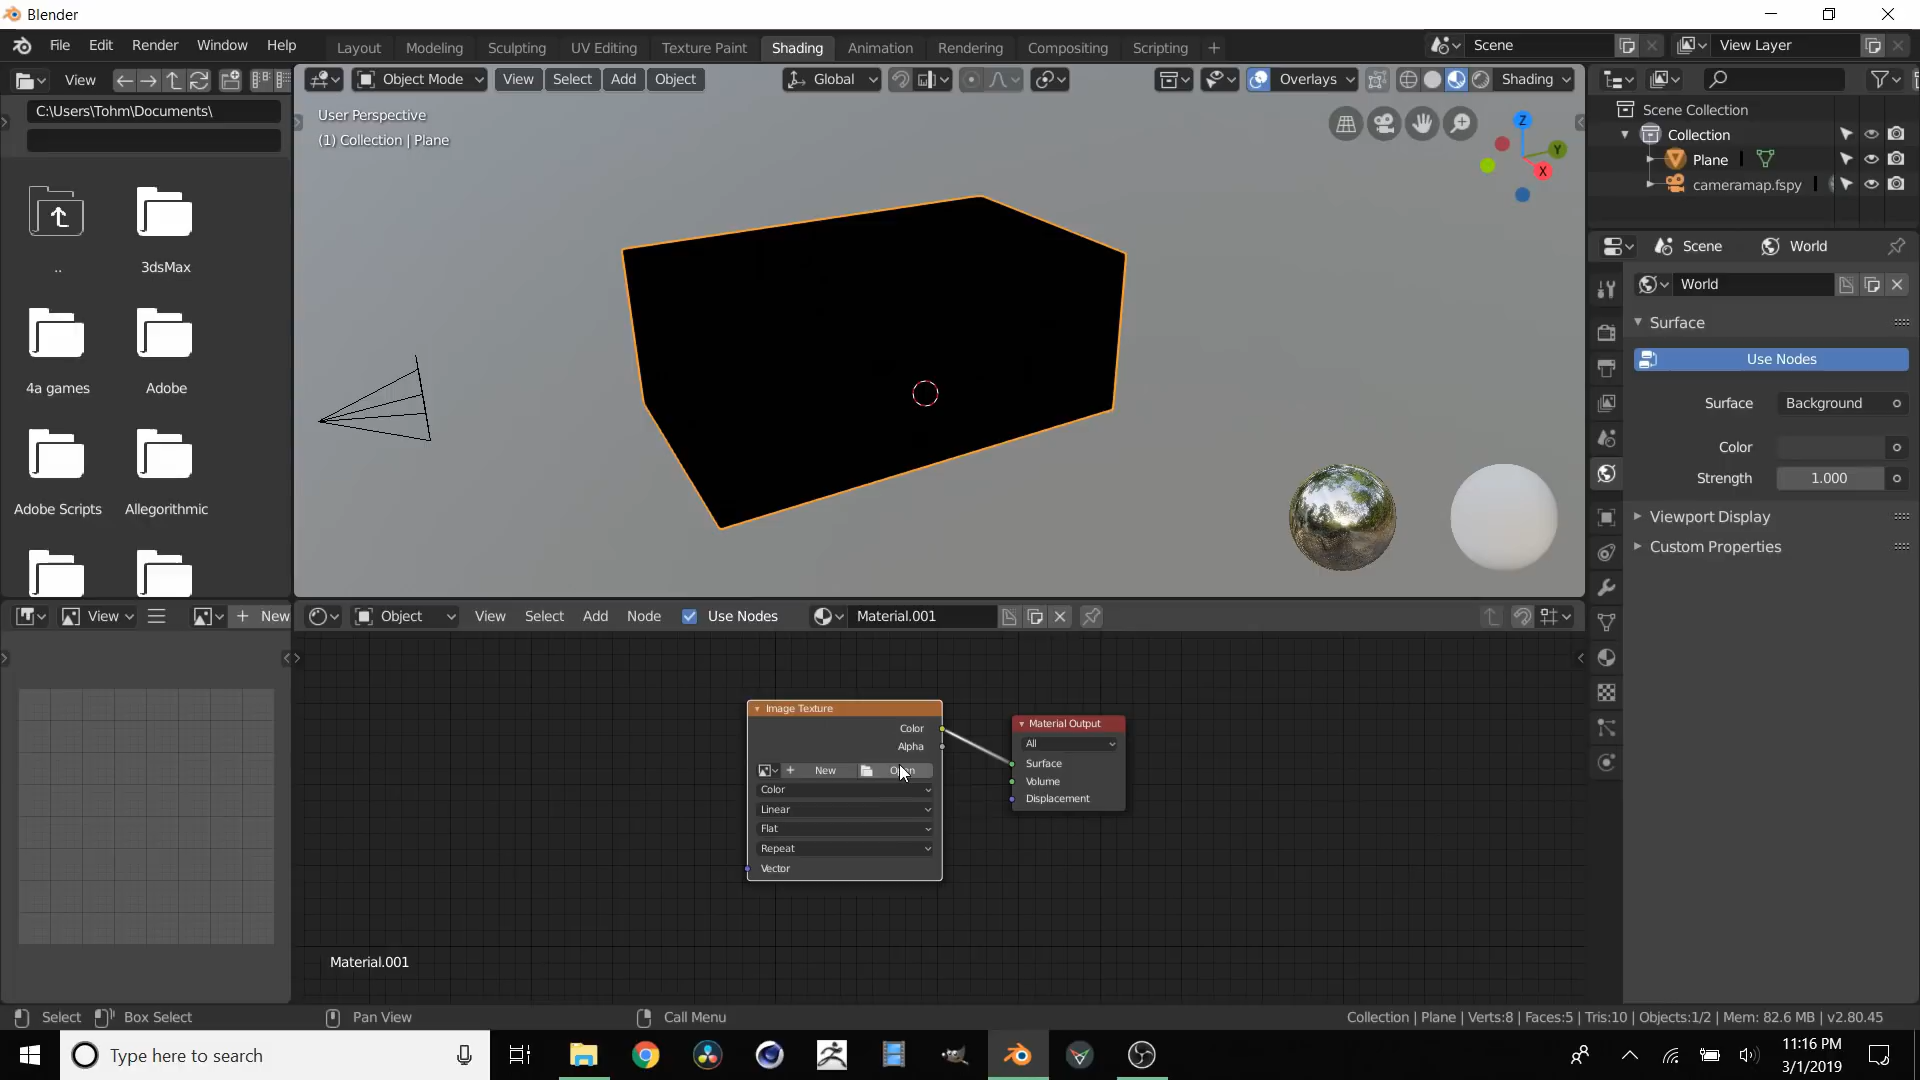 Blender
File Edit Render Window Help
Layout Modeling Sculpting UV Editing Texture Paint Shading Animation Rendering Compositing Scripting +
Scene
View Layer
View
Object Mode
View Select Add Object
Global
Overlays
Shading
C:\Users\Tohm\Documents\
User Perspective
(1) Collection | Plane
Z
Y
X
Scene Collection
Collection
Plane
cameramap.fspy
..
3dsMax
4a games
Adobe
Adobe Scripts
Allegorithmic
Scene World
World
Surface
Use Nodes
Surface Background
Color
Strength 1.000
Viewport Display
Custom Properties
View
+ New
Object
View Select Add Node
Use Nodes
Material.001
Image Texture
Color
Alpha
+ New
Color
Linear
Flat
Repeat
Vector
Material Output
All
Surface
Volume
Displacement
Material.001
Select
Box Select
Pan View
Call Menu
Collection | Plane | Verts:8 | Faces:5 | Tris:10 | Objects:1/2 | Mem: 82.6 MB | v2.80.45
Type here to search
11:16 PM
3/1/2019